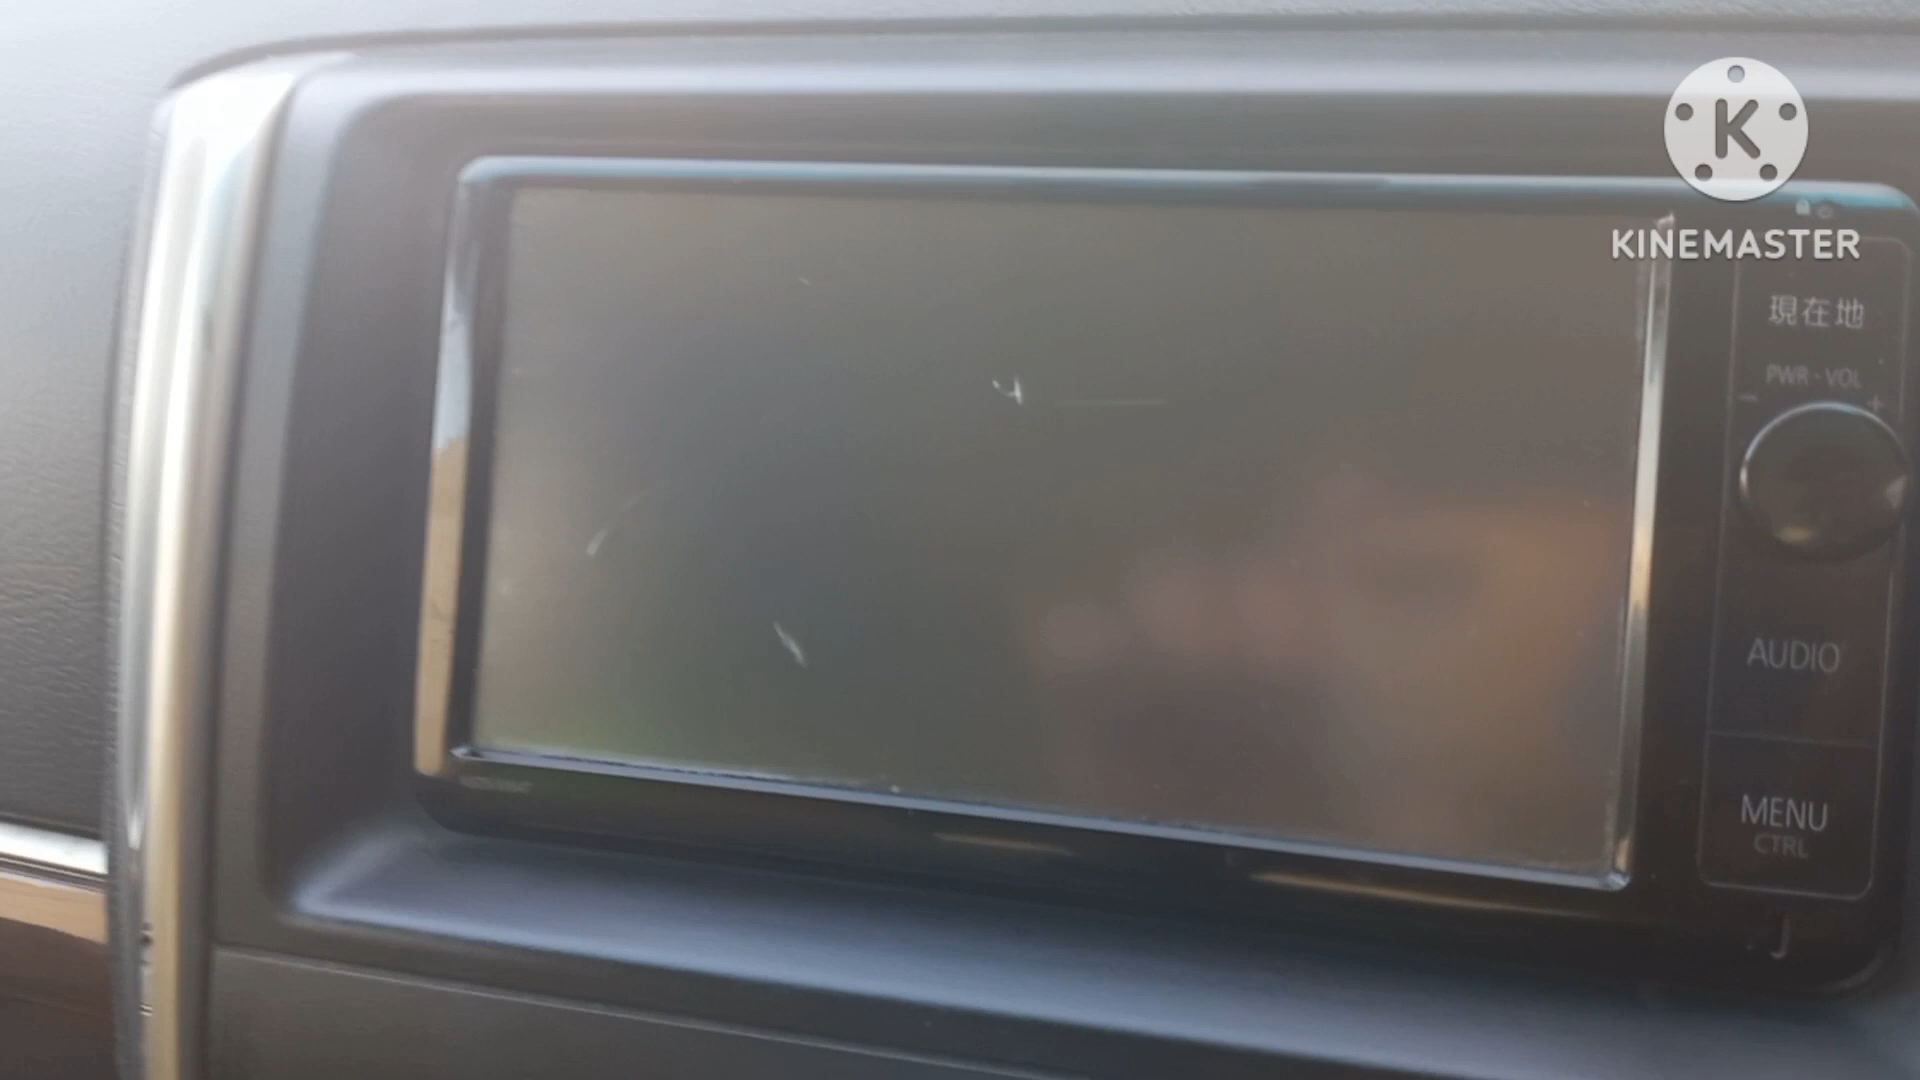 KINEMASTER
現在地
PWR · VOL
- +
AUDIO
MENU
CTRL